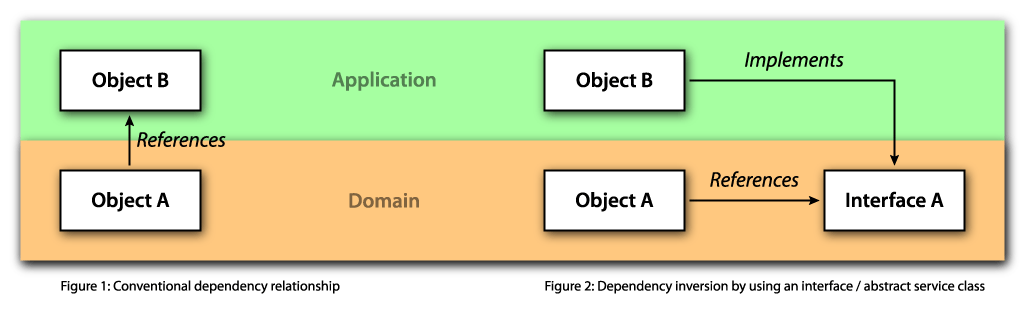 Object B
Application
Object B
Implements
References
Object A
Domain
Object A
References
Interface A
Figure 1: Conventional dependency relationship
Figure 2: Dependency inversion by using an interface / abstract service class